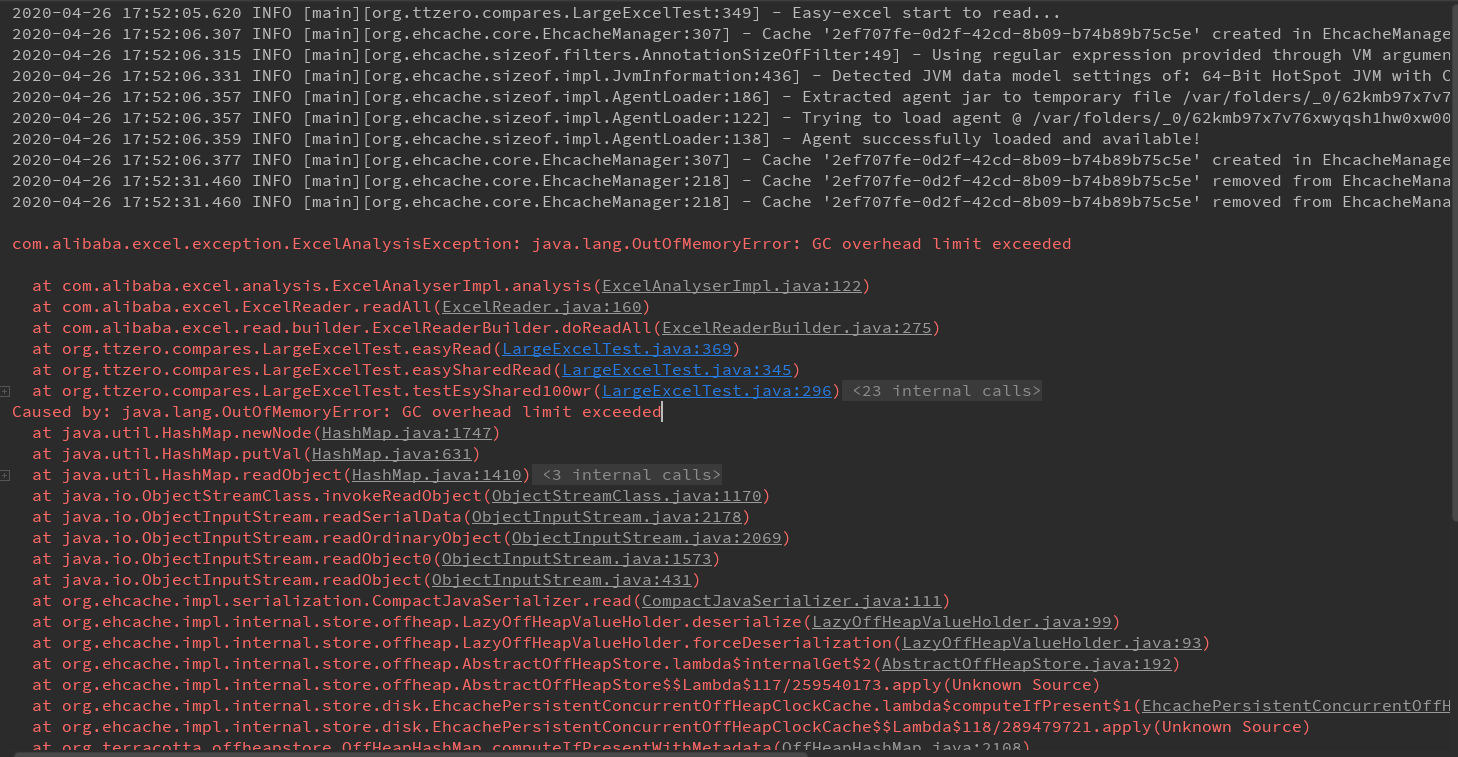 2020-04-26 17:52:05.620 INFO [main][org.ttzero.compares.LargeExcelTest:349] - Easy-excel start to read...
2020-04-26 17:52:06.307 INFO [main][org.ehcache.core.EhcacheManager:307] - Cache '2ef707fe-0d2f-42cd-8b09-b74b89b75c5e' created in EhcacheManage
2020-04-26 17:52:06.315 INFO [main][org.ehcache.sizeof.filters.AnnotationSizeOfFilter:49] - Using regular expression provided through VM argumen
2020-04-26 17:52:06.331 INFO [main][org.ehcache.sizeof.impl.JvmInformation:436] - Detected JVM data model settings of: 64-Bit HotSpot JVM with C
2020-04-26 17:52:06.357 INFO [main][org.ehcache.sizeof.impl.AgentLoader:186] - Extracted agent jar to temporary file /var/folders/_0/62kmb97x7v7
2020-04-26 17:52:06.357 INFO [main][org.ehcache.sizeof.impl.AgentLoader:122] - Trying to load agent @ /var/folders/_0/62kmb97x7v76xwyqsh1hw0xw00
2020-04-26 17:52:06.359 INFO [main][org.ehcache.sizeof.impl.AgentLoader:138] - Agent successfully loaded and available!
2020-04-26 17:52:06.377 INFO [main][org.ehcache.core.EhcacheManager:307] - Cache '2ef707fe-0d2f-42cd-8b09-b74b89b75c5e' created in EhcacheManage
2020-04-26 17:52:31.460 INFO [main][org.ehcache.core.EhcacheManager:218] - Cache '2ef707fe-0d2f-42cd-8b09-b74b89b75c5e' removed from EhcacheMana
2020-04-26 17:52:31.460 INFO [main][org.ehcache.core.EhcacheManager:218] - Cache '2ef707fe-0d2f-42cd-8b09-b74b89b75c5e' removed from EhcacheMana
com.alibaba.excel.exception.ExcelAnalysisException: java.lang.OutOfMemoryError: GC overhead limit exceeded
at com.alibaba.excel.analysis.ExcelAnalyserImpl.analysis(ExcelAnalyserImpl.java:122)
at com.alibaba.excel.ExcelReader.readAll(ExcelReader.java:160)
at com.alibaba.excel.read.builder.ExcelReaderBuilder.doReadAll(ExcelReaderBuilder.java:275)
at org.ttzero.compares.LargeExcelTest.easyRead(LargeExcelTest.java:369)
at org.ttzero.compares.LargeExcelTest.easySharedRead(LargeExcelTest.java:345)
at org.ttzero.compares.LargeExcelTest.testEsyShared100wr(LargeExcelTest.java:296) <23 internal calls>
Caused by: java.lang.OutOfMemoryError: GC overhead limit exceeded
at java.util.HashMap.newNode(HashMap.java:1747)
at java.util.HashMap.putVal(HashMap.java:631)
at java.util.HashMap.readObject(HashMap.java:1410) <3 internal calls>
at java.io.ObjectStreamClass.invokeReadObject(ObjectStreamClass.java:1170)
at java.io.ObjectInputStream.readSerialData(ObjectInputStream.java:2178)
at java.io.ObjectInputStream.readOrdinaryObject(ObjectInputStream.java:2069)
at java.io.ObjectInputStream.readObject0(ObjectInputStream.java:1573)
at java.io.ObjectInputStream.readObject(ObjectInputStream.java:431)
at org.ehcache.impl.serialization.CompactJavaSerializer.read(CompactJavaSerializer.java:111)
at org.ehcache.impl.internal.store.offheap.LazyOffHeapValueHolder.deserialize(LazyOffHeapValueHolder.java:99)
at org.ehcache.impl.internal.store.offheap.LazyOffHeapValueHolder.forceDeserialization(LazyOffHeapValueHolder.java:93)
at org.ehcache.impl.internal.store.offheap.AbstractOffHeapStore.lambda$internalGet$2(AbstractOffHeapStore.java:192)
at org.ehcache.impl.internal.store.offheap.AbstractOffHeapStore$$Lambda$117/259540173.apply(Unknown Source)
at org.ehcache.impl.internal.store.disk.EhcachePersistentConcurrentOffHeapClockCache.lambda$computeIfPresent$1(EhcachePersistentConcurrentOffH
at org.ehcache.impl.internal.store.disk.EhcachePersistentConcurrentOffHeapClockCache$$Lambda$118/289479721.apply(Unknown Source)
at org.terracotta.offheapstore.OffHeapHashMap.computeIfPresentWithMetadata(OffHeapHashMap.java:2108)